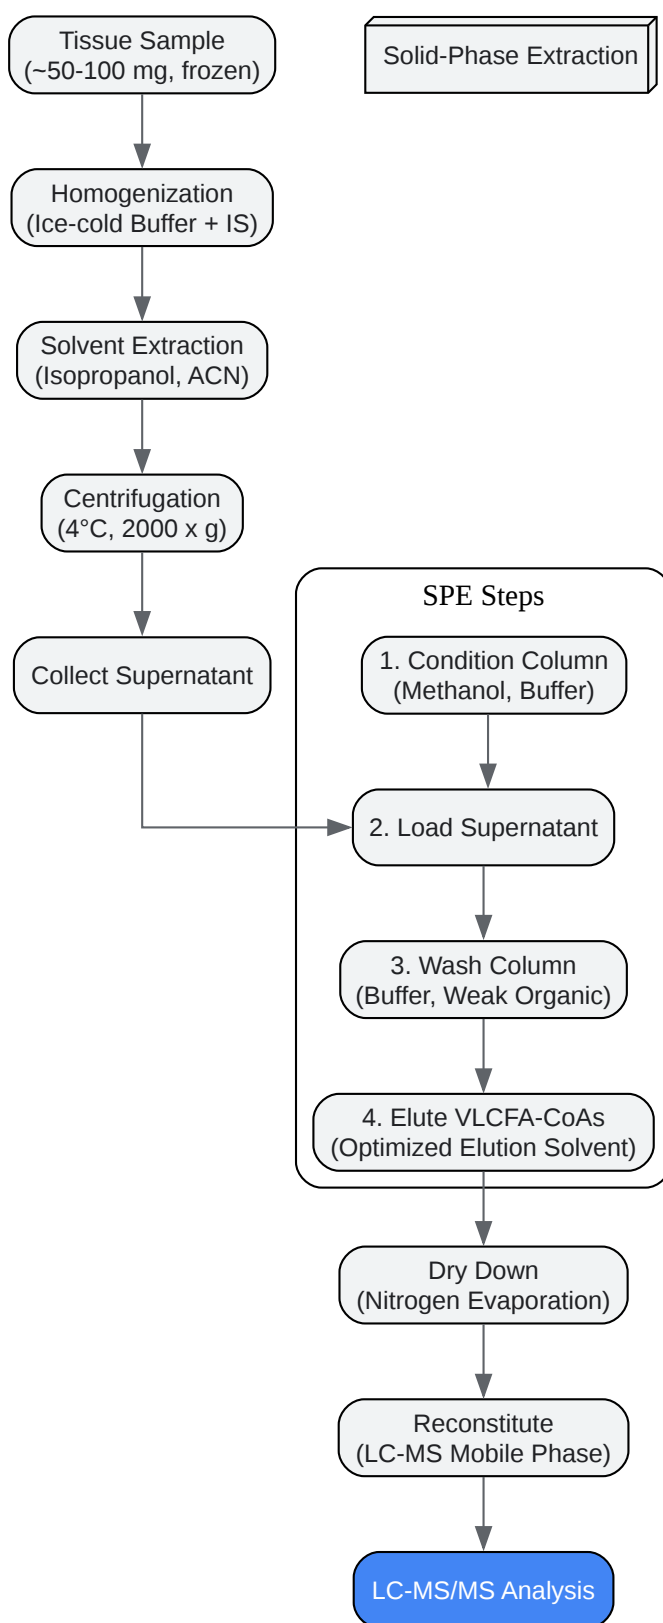 Tissue Sample
(~50-100 mg, frozen)
Solid-Phase Extraction
Homogenization
(Ice-cold Buffer + IS)
Solvent Extraction
(Isopropanol, ACN)
Centrifugation
(4°C, 2000 x g)
Collect Supernatant
SPE Steps
1. Condition Column
(Methanol, Buffer)
2. Load Supernatant
3. Wash Column
(Buffer, Weak Organic)
4. Elute VLCFA-CoAs
(Optimized Elution Solvent)
Dry Down
(Nitrogen Evaporation)
Reconstitute
(LC-MS Mobile Phase)
LC-MS/MS Analysis